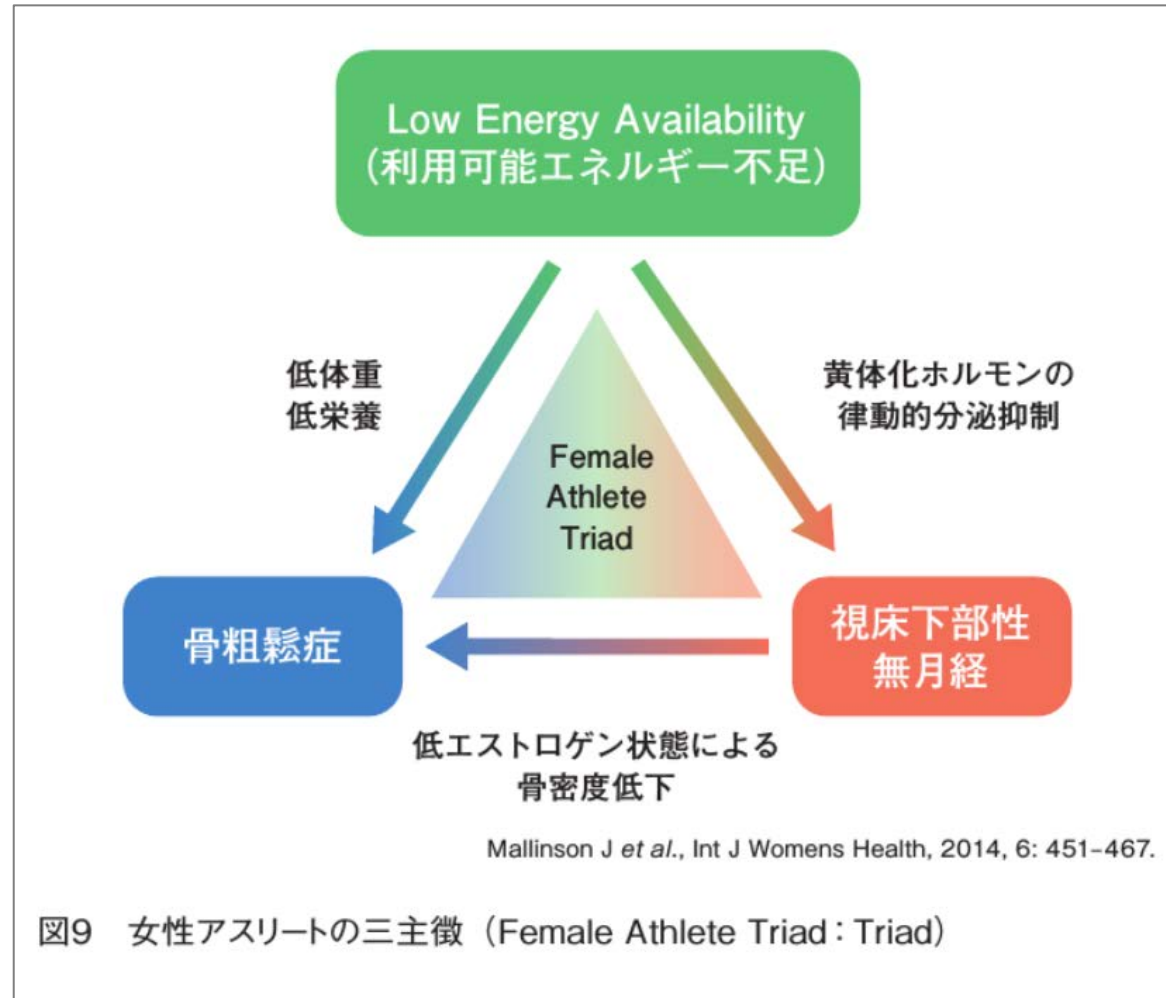 Low Energy Availability
(利用可能エネルギー不足)
低体重
低栄養
黄体化ホルモンの
律動的分泌抑制
Female
Athlete
Triad
骨粗鬆症
視床下部性
無月経
低エストロゲン状態による
骨密度低下
Mallinson J et al., Int J Womens Health, 2014, 6: 451–467.
図9 女性アスリートの三主徴（Female Athlete Triad：Triad）